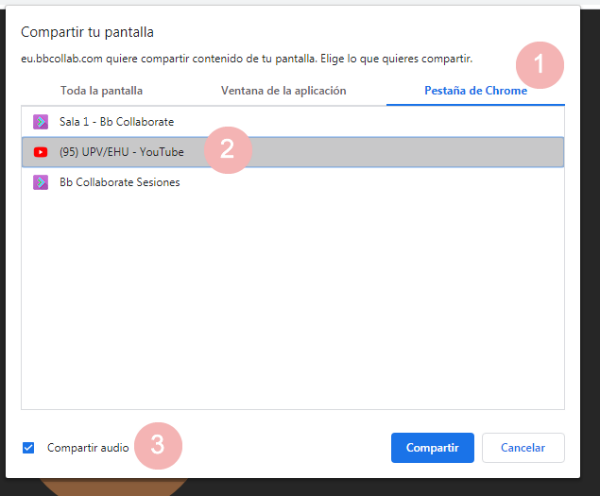 Compartir tu pantalla
eu.bbcollab.com quiere compartir contenido de tu pantalla. Elige lo que quieres compartir.
1
Toda la pantalla Ventana de la aplicación Pestaña de Chrome
Sala 1 - Bb Collaborate
(95) UPV/EHU - YouTube 2
Bb Collaborate Sesiones
Compartir audio 3 Compartir Cancelar